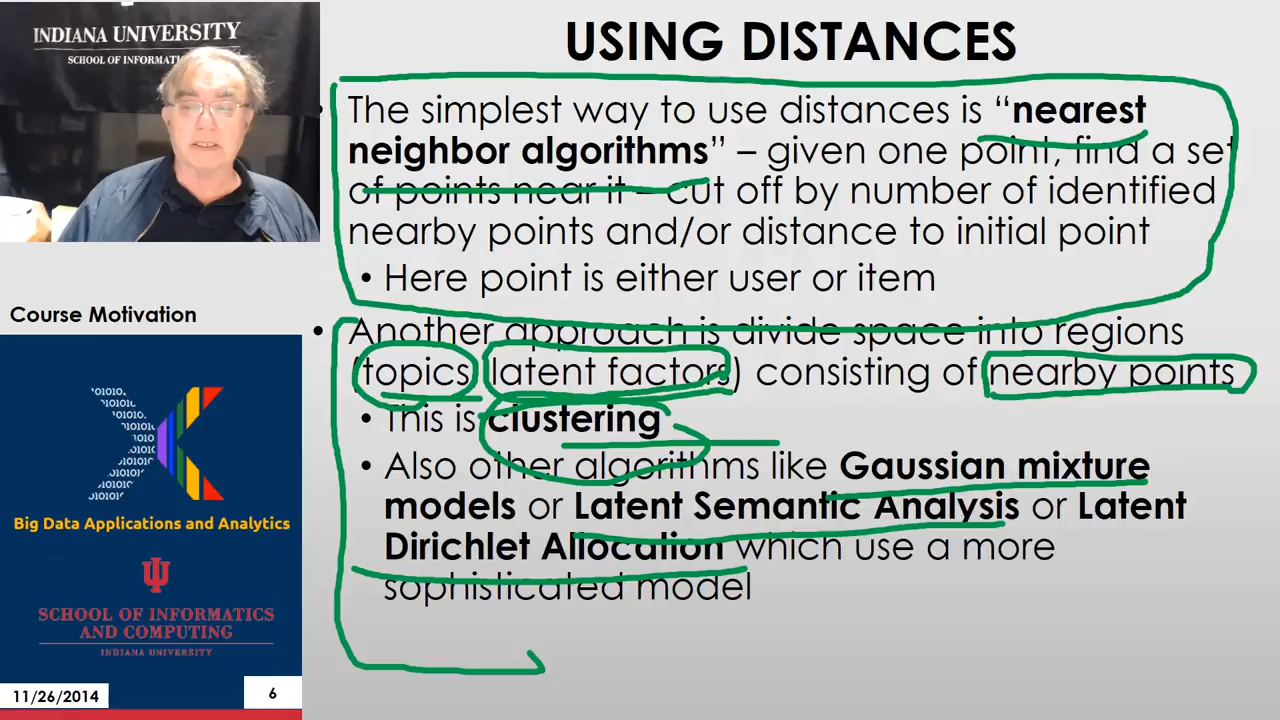 INDIANA UNIVERSITY
SCHOOL OF INFORMATI
USING DISTANCES
• The simplest way to use distances is “nearest
neighbor algorithms” – given one point, find a set
of points near it – cut off by number of identified
nearby points and/or distance to initial point
• Here point is either user or item
• Another approach is divide space into regions
(topics, latent factors) consisting of nearby points
• This is clustering
• Also other algorithms like Gaussian mixture
models or Latent Semantic Analysis or Latent
Dirichlet Allocation which use a more
sophisticated model
Course Motivation
Big Data Applications and Analytics
SCHOOL OF INFORMATICS
AND COMPUTING
INDIANA UNIVERSITY
11/26/2014
6